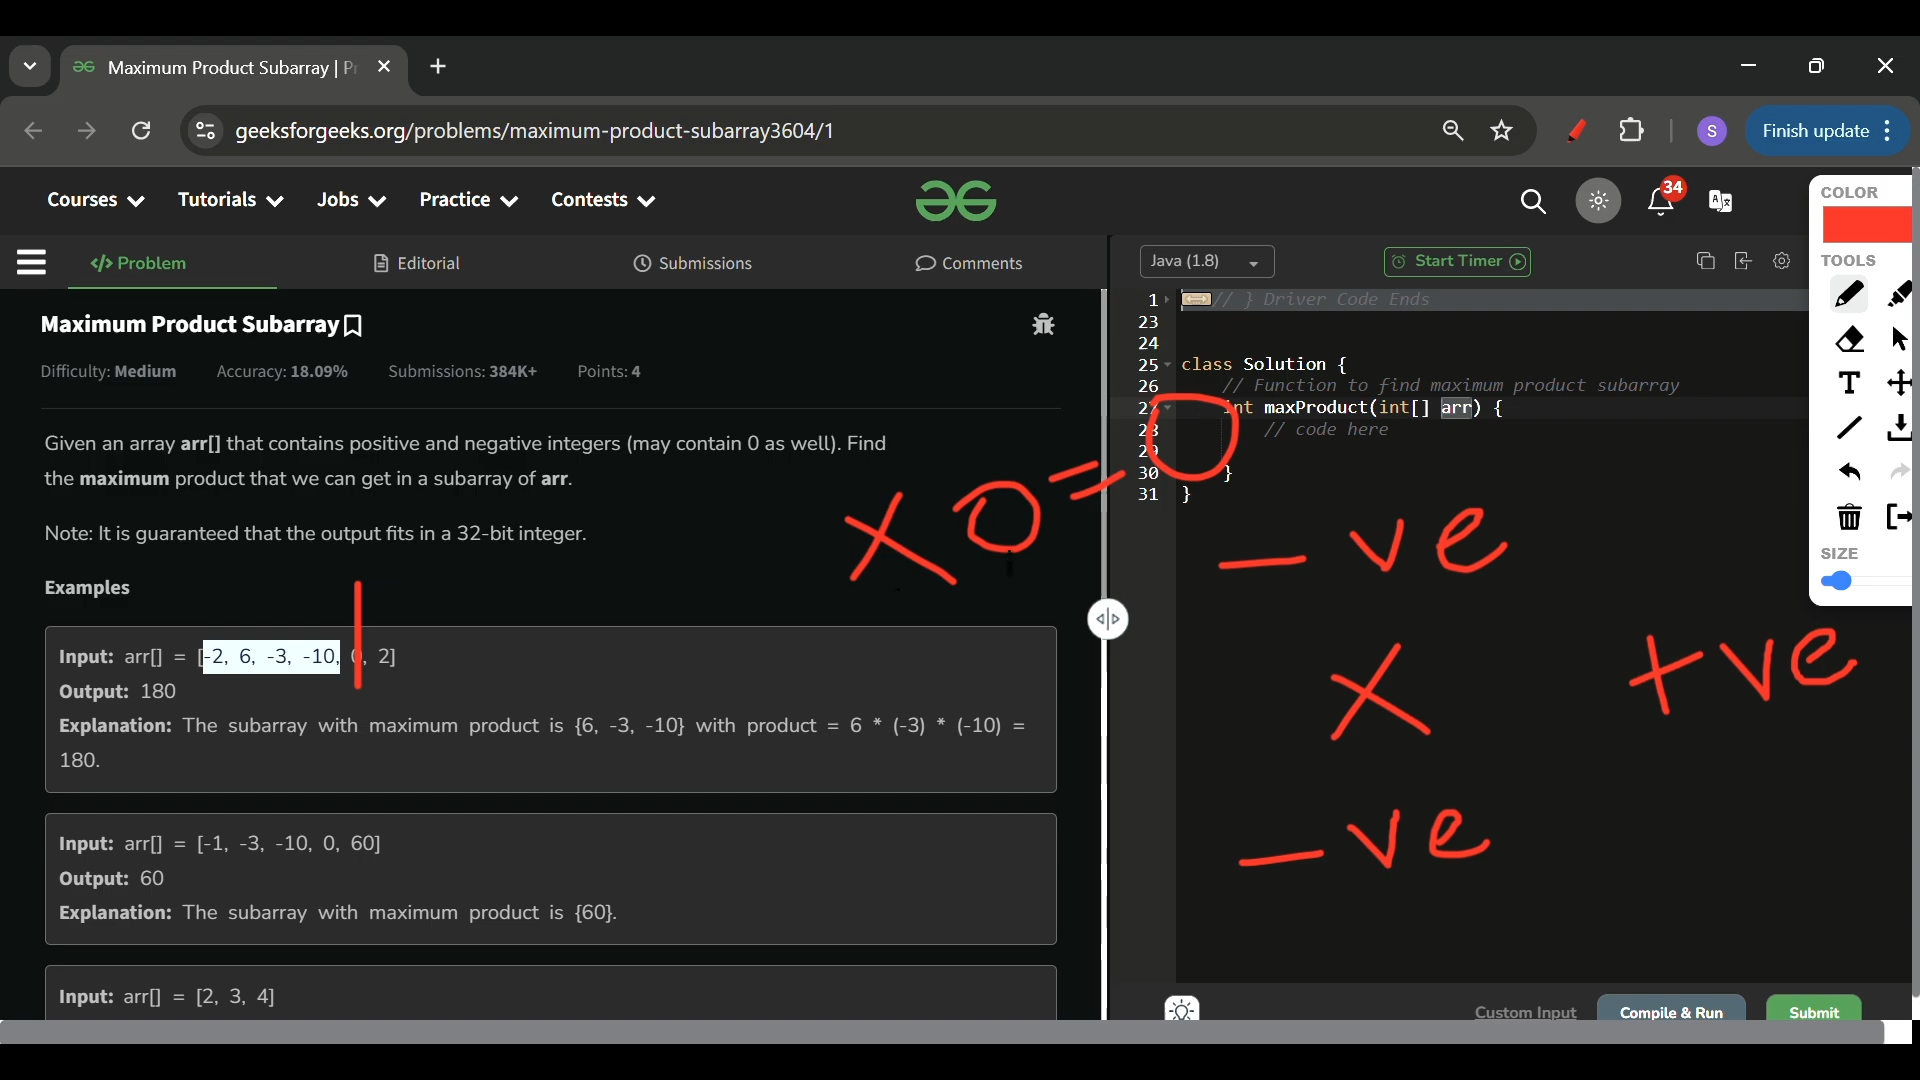 Maximum Product Subarray | Pr
geeksforgeeks.org/problems/maximum-product-subarray3604/1
S
Finish update
Courses Tutorials Jobs Practice Contests
34
COLOR
TOOLS
SIZE
</> Problem Editorial Submissions Comments
Java (1.8) Start Timer
Maximum Product Subarray
Difficulty: Medium Accuracy: 18.09% Submissions: 384K+ Points: 4
Given an array arr[] that contains positive and negative integers (may contain 0 as well). Find
the maximum product that we can get in a subarray of arr.
Note: It is guaranteed that the output fits in a 32-bit integer.
Examples
Input: arr[] = [-2, 6, -3, -10, 0, 2]
Output: 180
Explanation: The subarray with maximum product is {6, -3, -10} with product = 6 * (-3) * (-10) =
180.
Input: arr[] = [-1, -3, -10, 0, 60]
Output: 60
Explanation: The subarray with maximum product is {60}.
Input: arr[] = [2, 3, 4]
1 // } Driver Code Ends
23
24
25 class Solution {
26 // Function to find maximum product subarray
27 int maxProduct(int[] arr) {
28 // code here
29
30 }
31 }
x 0 = 0
- ve
x +ve
- ve
Custom Input Compile & Run Submit